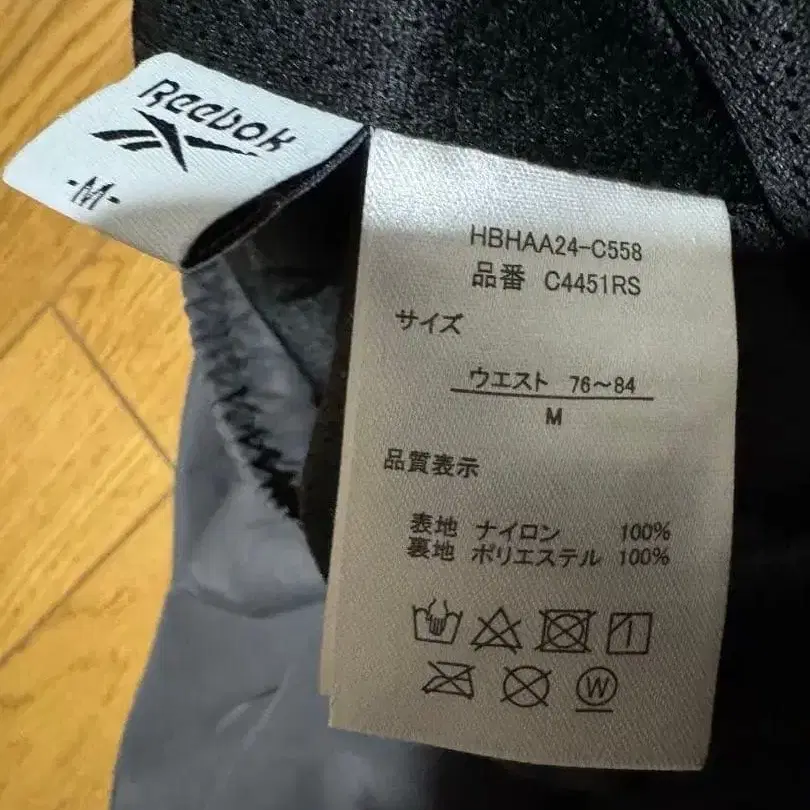 Reebok
-M-
HBHAA24-C558
品番 C4451RS
サイズ
ウエスト 76～84
M
品質表示
表地 ナイロン 100%
裏地 ポリエステル 100%
W